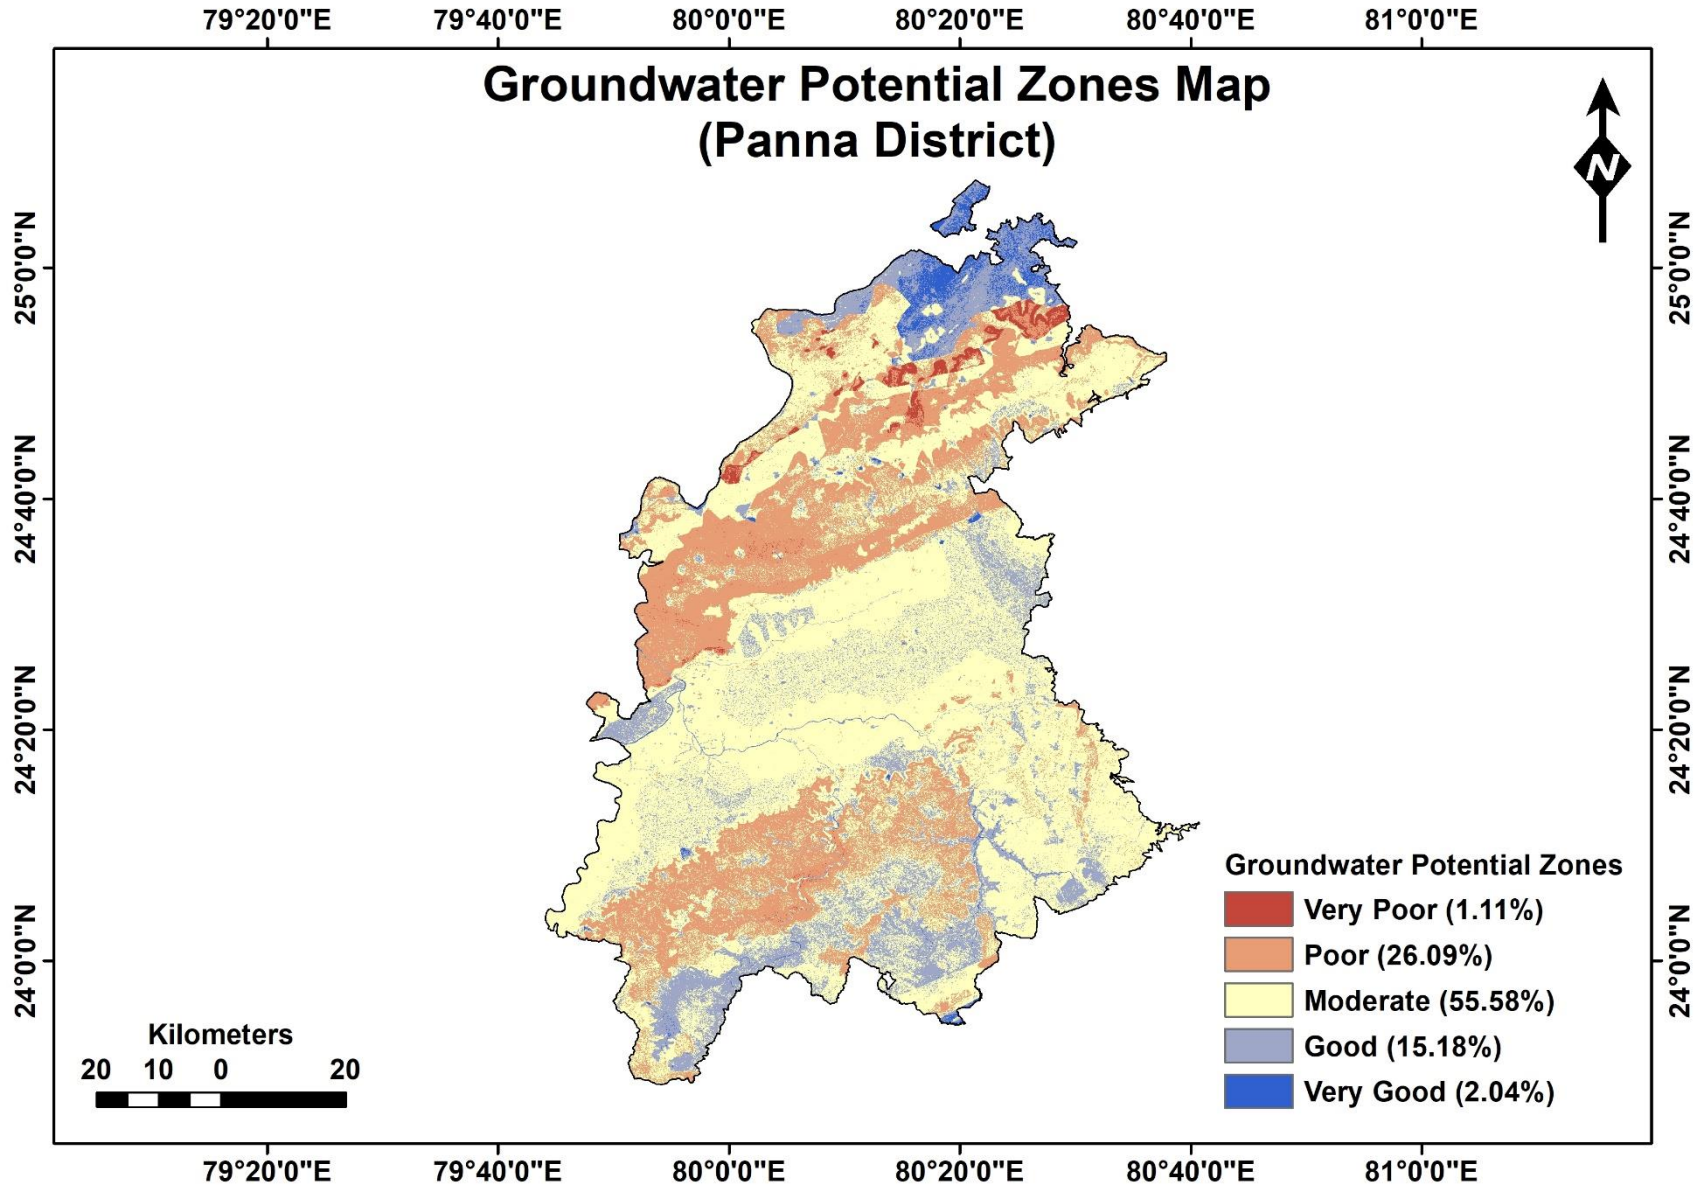 79°20'0"E 79°40'0"E 80°0'0"E 80°20'0"E 80°40'0"E 81°0'0"E
Groundwater Potential Zones Map
(Panna District)
N
25°0'0"N 25°0'0"N
24°40'0"N 24°40'0"N
24°20'0"N 24°20'0"N
24°0'0"N 24°0'0"N
Groundwater Potential Zones
Very Poor (1.11%)
Poor (26.09%)
Moderate (55.58%)
Good (15.18%)
Very Good (2.04%)
Kilometers
20 10 0 20
79°20'0"E 79°40'0"E 80°0'0"E 80°20'0"E 80°40'0"E 81°0'0"E